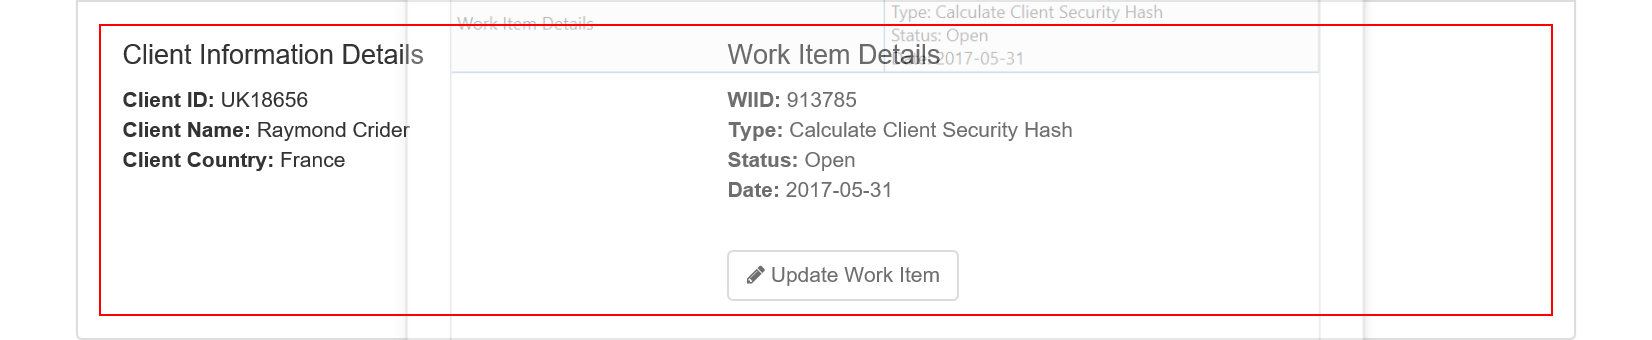 Type: Calculate Client Security Hash
Work Item Details
Status: Open
Date: 2017-05-31
Client Information Details
Work Item Details
Client ID: UK18656
WIID: 913785
Client Name: Raymond Crider
Type: Calculate Client Security Hash
Client Country: France
Status: Open
Date: 2017-05-31
Update Work Item